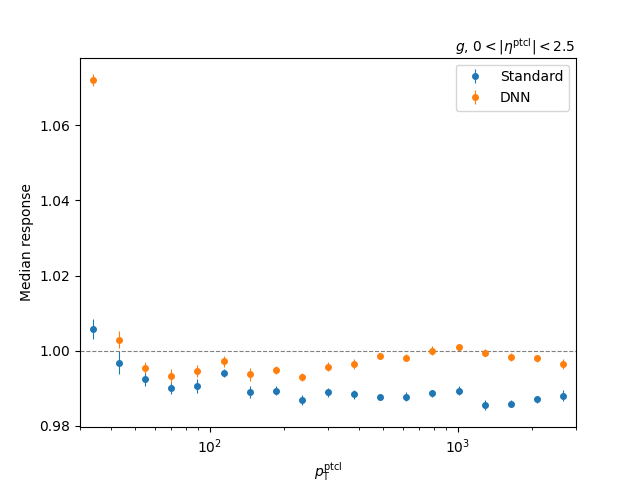 g, 0 < |η^ptcl| < 2.5
Standard
DNN
Median response
1.06
1.04
1.02
1.00
0.98
10^2
10^3
p_T^ptcl